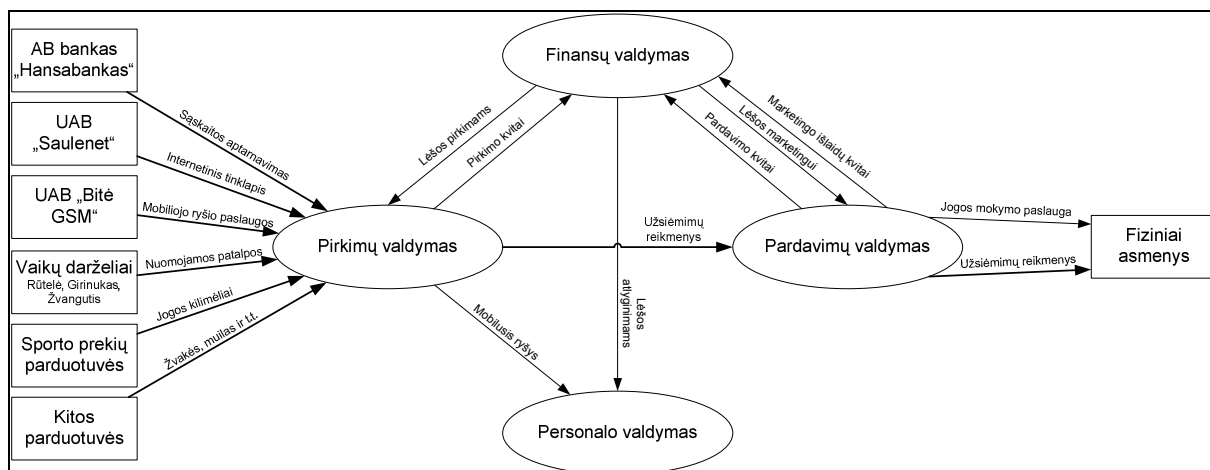 AB bankas
„Hansabankas“
UAB
„Saulenet“
UAB „Bitė
GSM“
Vaikų darželiai
Rūtelė, Girinukas,
Žvangutis
Sporto prekių
parduotuvės
Kitos
parduotuvės
Sąskaitos aptarnavimas
Internetinis tinklapis
Mobiliojo ryšio paslaugos
Nuomojamos patalpos
Jogos kilimėliai
Žvakės, muilas ir t.t.
Pirkimų valdymas
Finansų valdymas
Lėšos pirkimams
Pirkimo kvitai
Pardavimo kvitai
Lėšos marketingui
Marketingo išlaidų kvitai
Užsiėmimų
reikmenys
Lėšos
atlyginimams
Mobilusis ryšys
Personalo valdymas
Pardavimų valdymas
Jogos mokymo paslauga
Užsiėmimų reikmenys
Fiziniai
asmenys